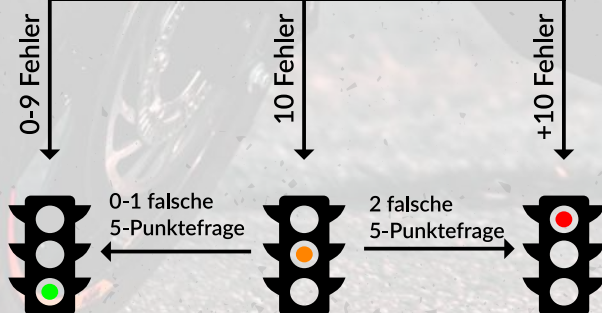 0-9 Fehler
10 Fehler
+10 Fehler
0-1 falsche
5-Punktefrage
2 falsche
5-Punktefrage